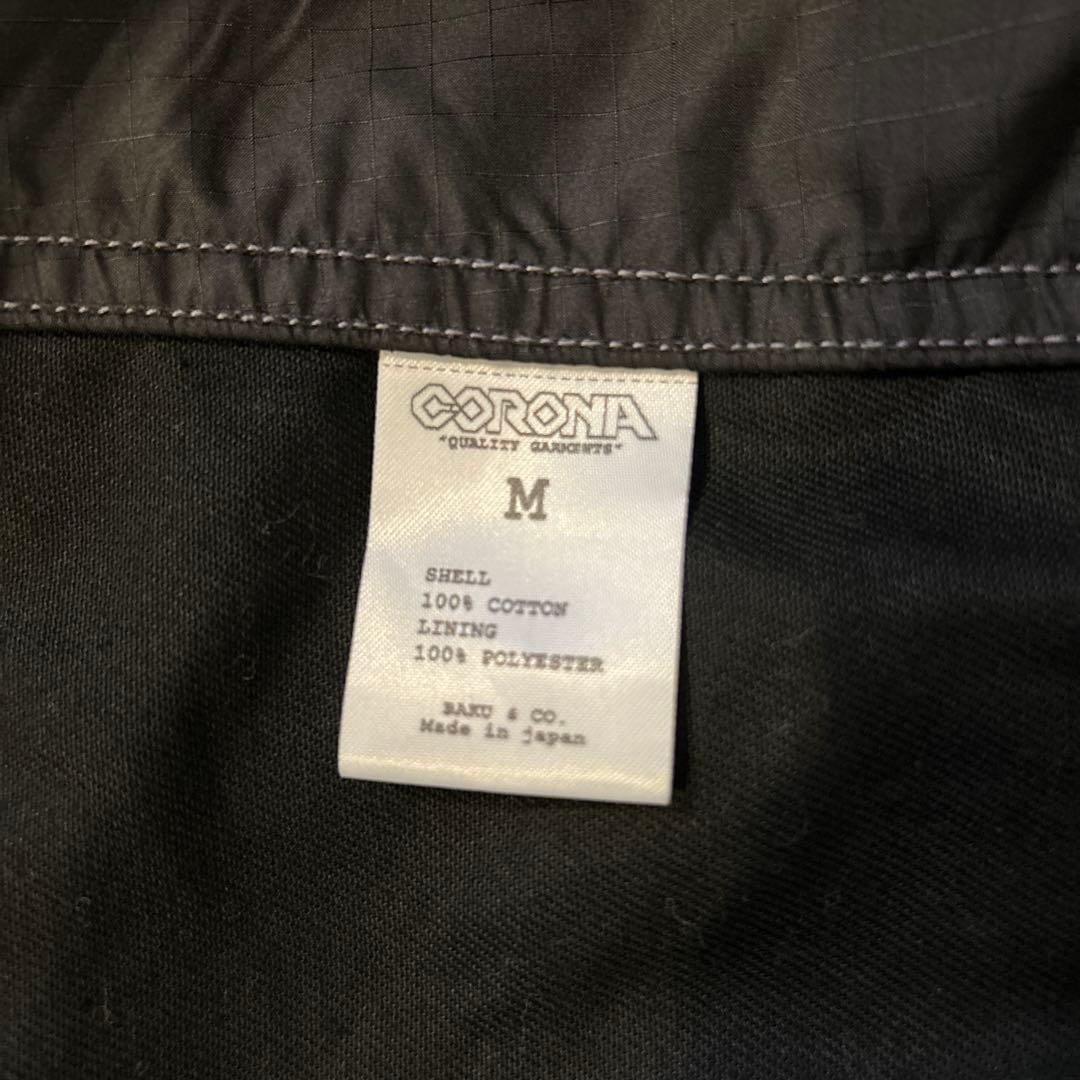 CORONA
"QUALITY GARMENTS"
M
SHELL
100% COTTON
LINING
100% POLYESTER
BAKU & CO.
Made in japan